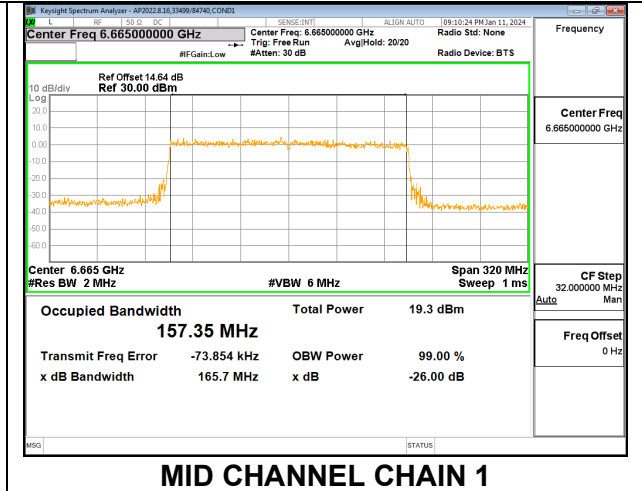 Keysight Spectrum Analyzer - AP2022.8.16,33499/84740,COND1
L RF 50 Ω DC SENSE:INT ALIGN AUTO 09:10:24 PM Jan 11, 2024
Center Freq 6.665000000 GHz
Center Freq: 6.665000000 GHz
Radio Std: None
Frequency
Trig: Free Run Avg|Hold: 20/20
#IFGain:Low
#Atten: 30 dB
Radio Device: BTS
Ref Offset 14.64 dB
10 dB/div Ref 30.00 dBm
Log
20.0
10.0
0.00
-10.0
-20.0
-30.0
-40.0
-50.0
-60.0
Center Freq
6.665000000 GHz
Center 6.665 GHz
Span 320 MHz
#Res BW 2 MHz
#VBW 6 MHz
Sweep 1 ms
CF Step
32.000000 MHz
Auto Man
Occupied Bandwidth
157.35 MHz
Total Power 19.3 dBm
Freq Offset
0 Hz
Transmit Freq Error -73.854 kHz
OBW Power 99.00 %
x dB Bandwidth 165.7 MHz
x dB -26.00 dB
MSG
STATUS
MID CHANNEL CHAIN 1